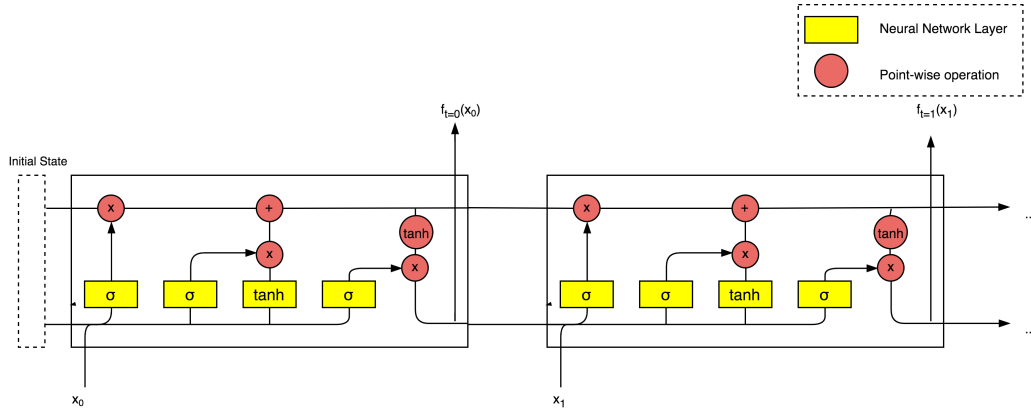 Neural Network Layer
Point-wise operation
f_{t=0}(x_0)
f_{t=1}(x_1)
Initial State
x + x +
tanh tanh
x x x x
σ σ tanh σ σ σ tanh σ
..
..
x_0 x_1